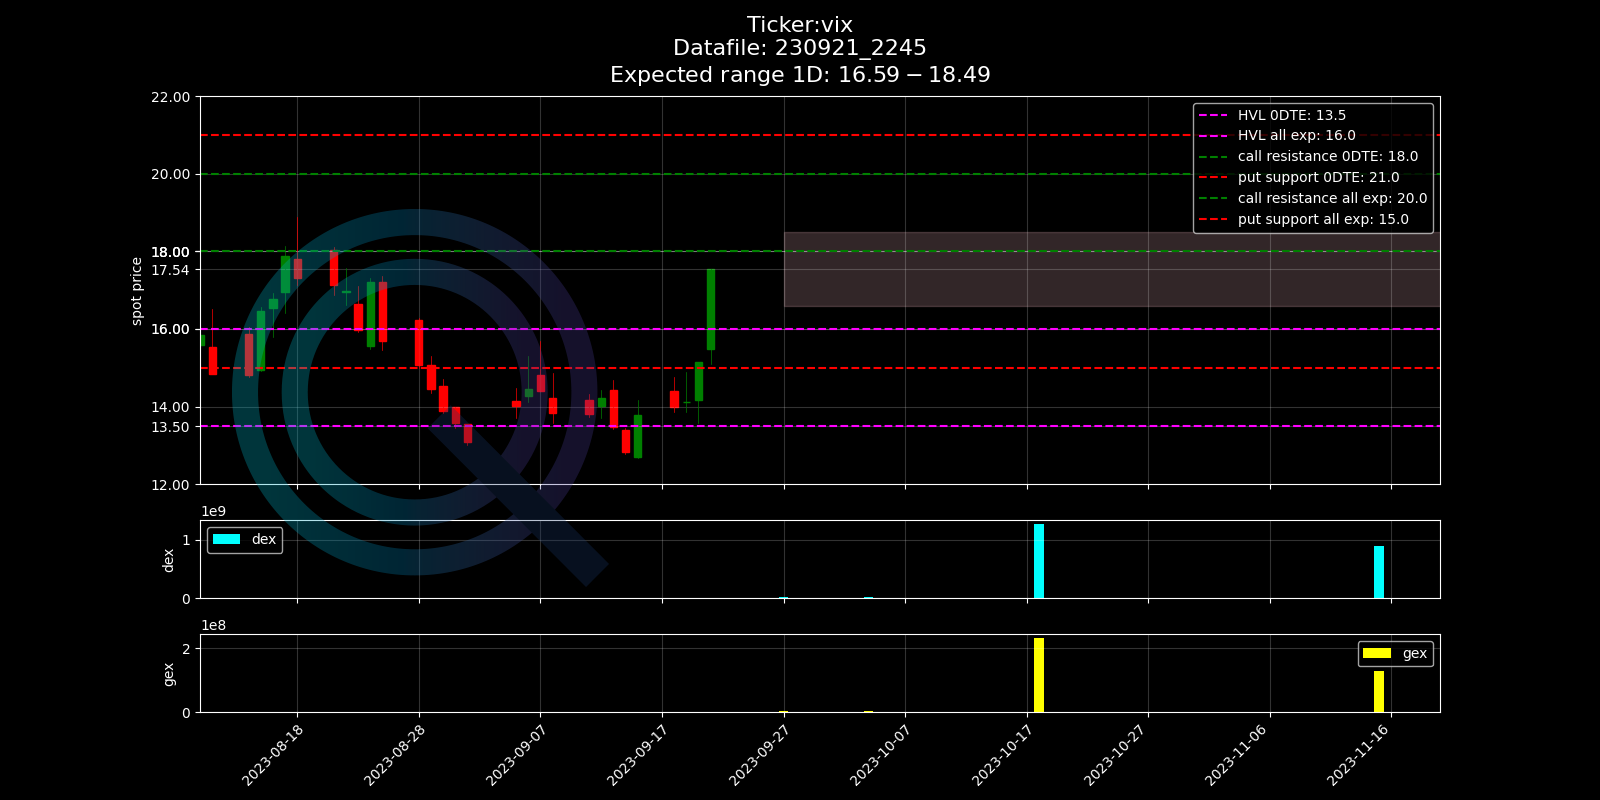 Ticker:vix
Datafile: 230921_2245
Expected range 1D: 16.59 − 18.49
HVL 0DTE: 13.5
HVL all exp: 16.0
call resistance 0DTE: 18.0
put support 0DTE: 21.0
call resistance all exp: 20.0
put support all exp: 15.0
spot price
22.00
20.00
18.00
17.54
16.00
14.00
13.50
12.00
1e9
dex
dex
1
0
1e8
gex
gex
2
0
2023-08-18
2023-08-28
2023-09-07
2023-09-17
2023-09-27
2023-10-07
2023-10-17
2023-10-27
2023-11-06
2023-11-16